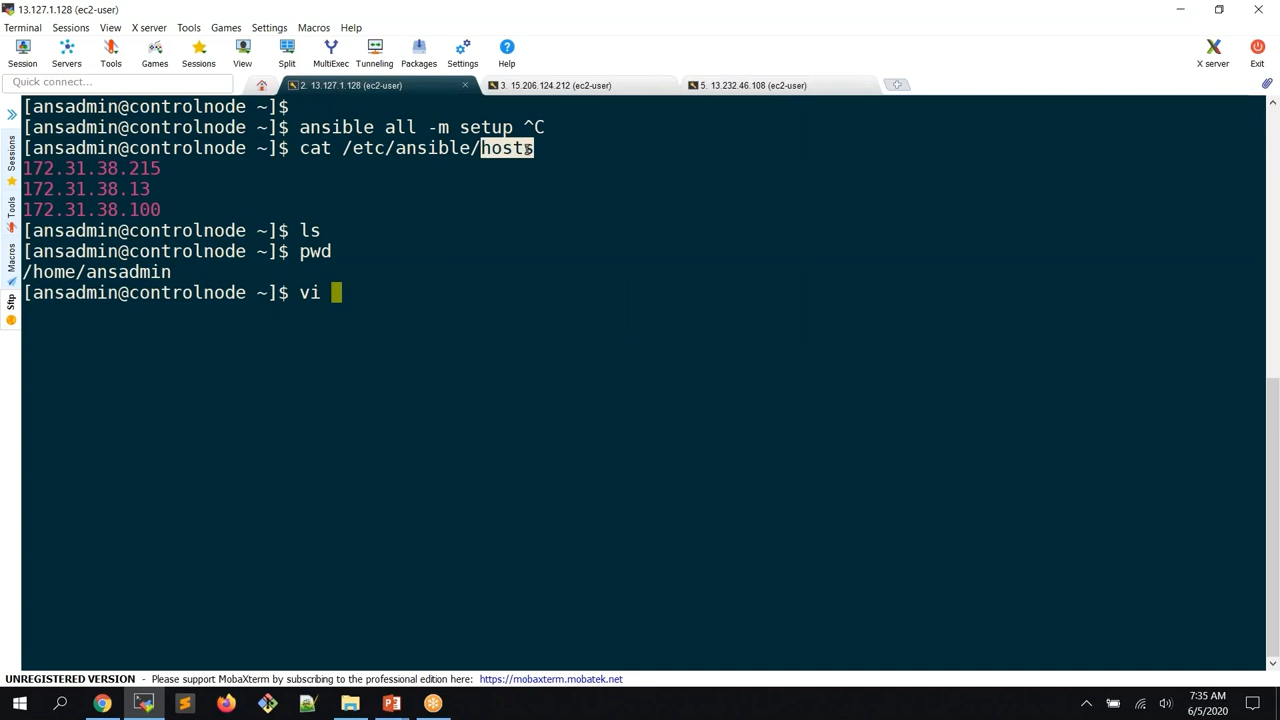 13.127.1.128 (ec2-user)
Terminal Sessions View X server Tools Games Settings Macros Help
Session Servers Tools Games Sessions View Split MultiExec Tunneling Packages Settings Help X server Exit
Quick connect...
2. 13.127.1.128 (ec2-user)
3. 15.206.124.212 (ec2-user)
5. 13.232.46.108 (ec2-user)
Sessions
Tools
Macros
Sftp
[ansadmin@controlnode ~]$
[ansadmin@controlnode ~]$ ansible all -m setup ^C
[ansadmin@controlnode ~]$ cat /etc/ansible/hosts
172.31.38.215
172.31.38.13
172.31.38.100
[ansadmin@controlnode ~]$ ls
[ansadmin@controlnode ~]$ pwd
/home/ansadmin
[ansadmin@controlnode ~]$ vi
UNREGISTERED VERSION - Please support MobaXterm by subscribing to the professional edition here: https://mobaxterm.mobatek.net
7:35 AM
6/5/2020